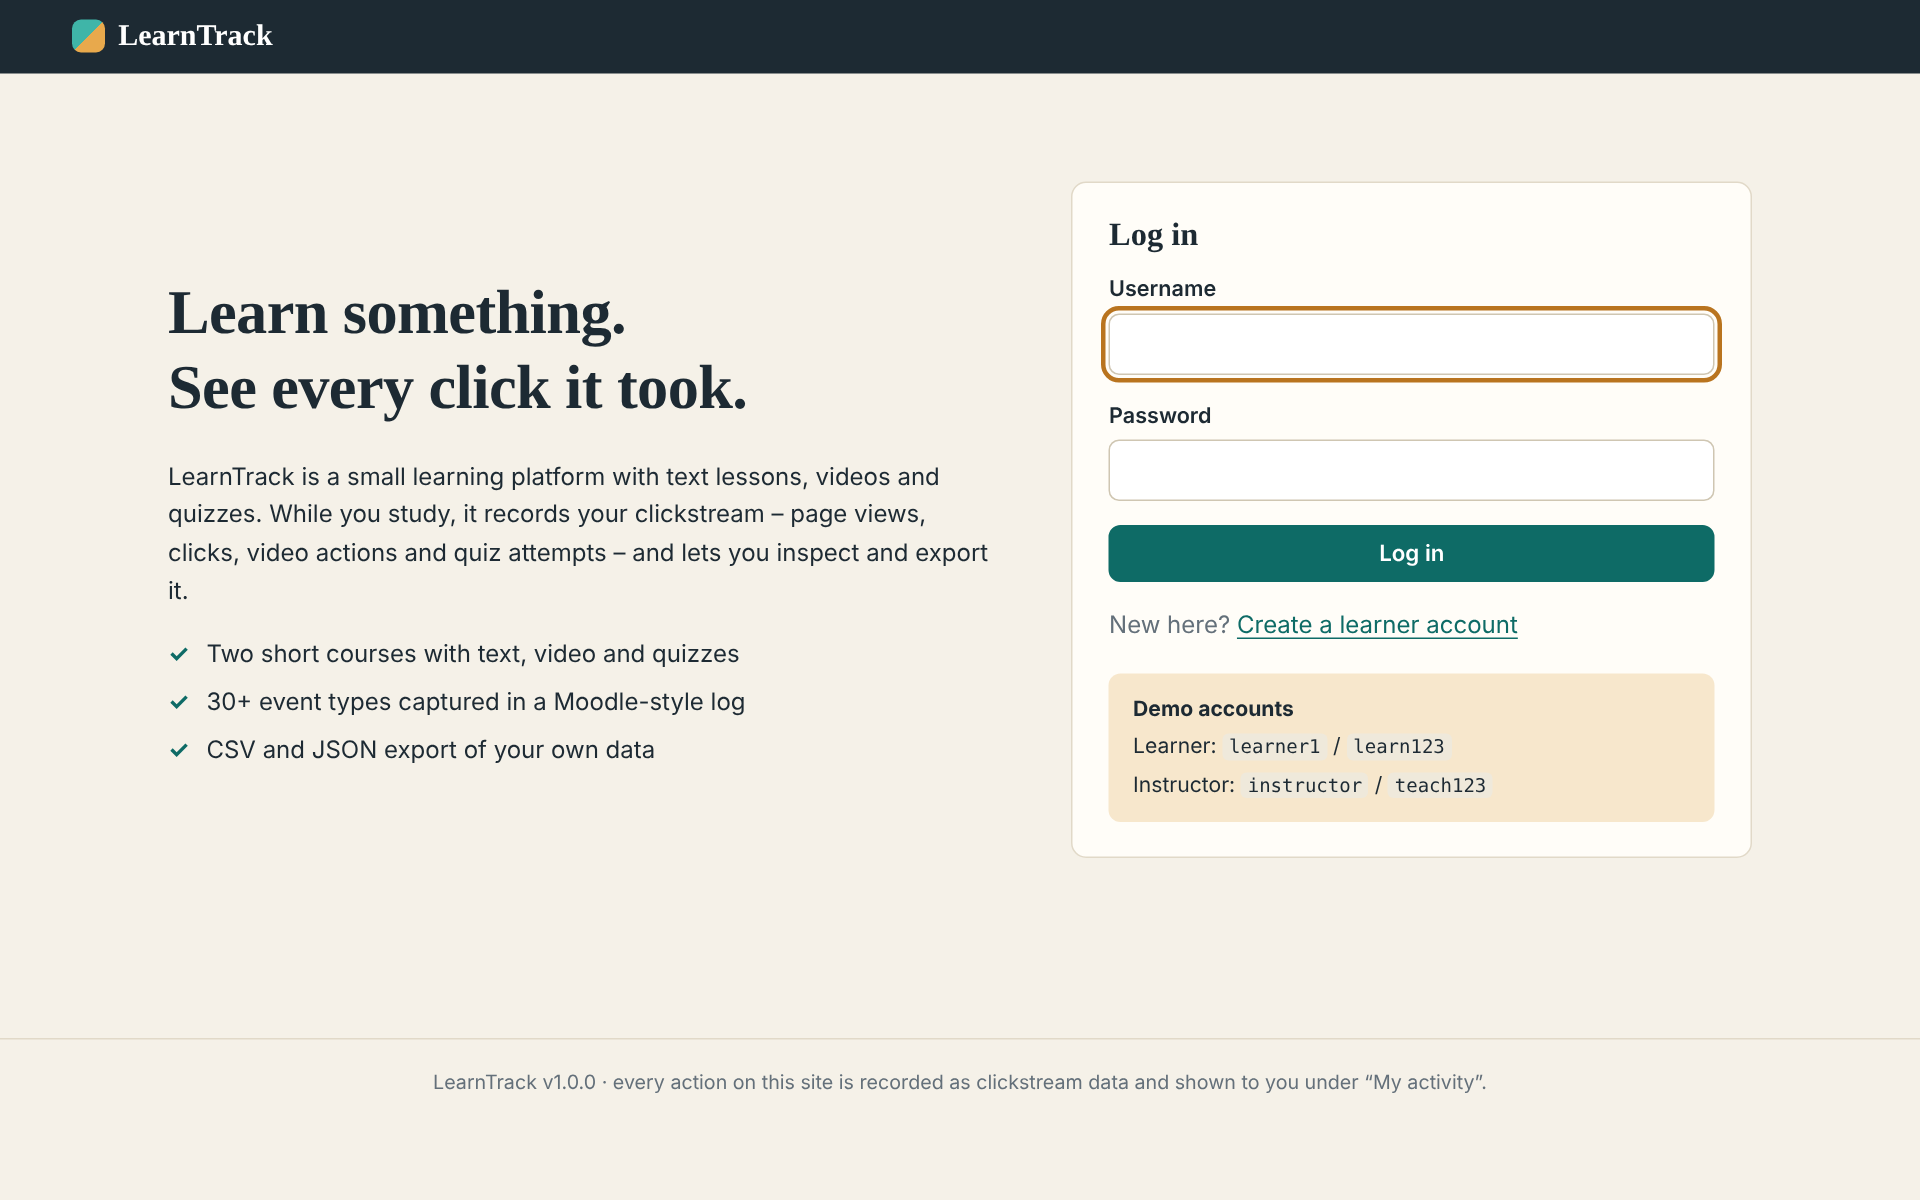 LearnTrack
Learn something.
See every click it took.
LearnTrack is a small learning platform with text lessons, videos and
quizzes. While you study, it records your clickstream – page views,
clicks, video actions and quiz attempts – and lets you inspect and export
it.
Two short courses with text, video and quizzes
30+ event types captured in a Moodle-style log
CSV and JSON export of your own data
Log in
Username
Password
Log in
New here? Create a learner account
Demo accounts
Learner: learner1 / learn123
Instructor: instructor / teach123
LearnTrack v1.0.0 · every action on this site is recorded as clickstream data and shown to you under “My activity”.